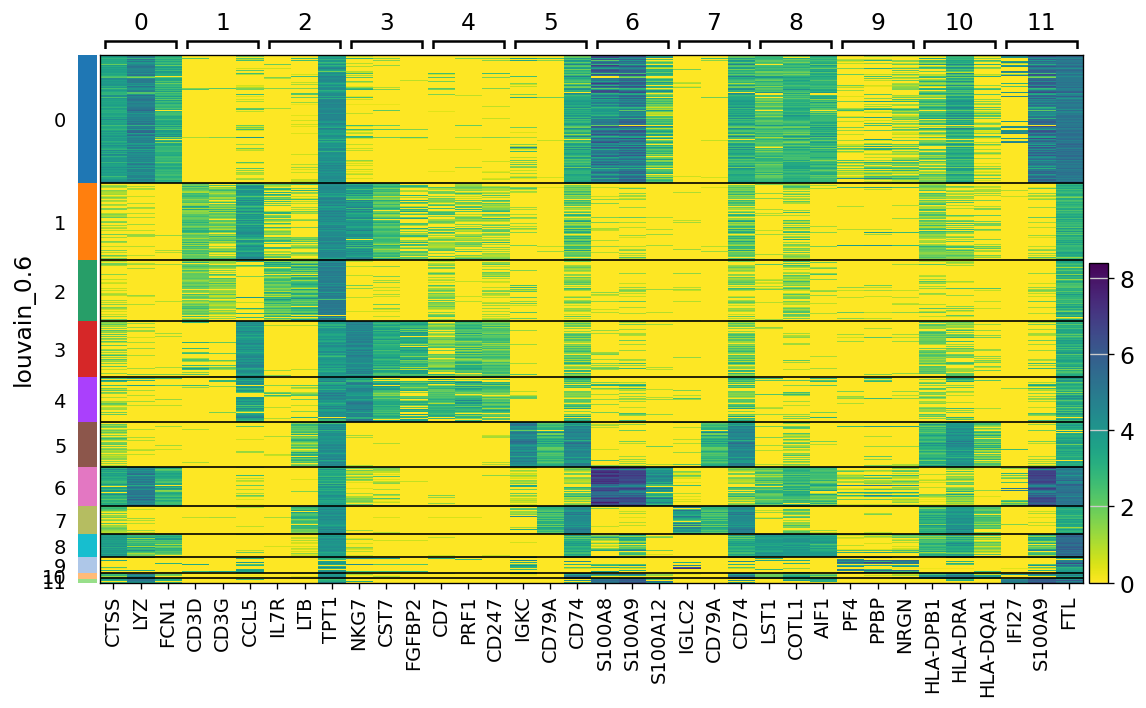 0 1 2 3 4 5 6 7 8 9 10 11
louvain_0.6
0
1
2
3
4
5
6
7
8
9
10
11
8
6
4
2
0
CTSS
LYZ
FCN1
CD3D
CD3G
CCL5
IL7R
LTB
TPT1
NKG7
CST7
FGFBP2
CD7
PRF1
CD247
IGKC
CD79A
CD74
S100A8
S100A9
S100A12
IGLC2
CD79A
CD74
LST1
COTL1
AIF1
PF4
PPBP
NRGN
HLA-DPB1
HLA-DRA
HLA-DQA1
IFI27
S100A9
FTL